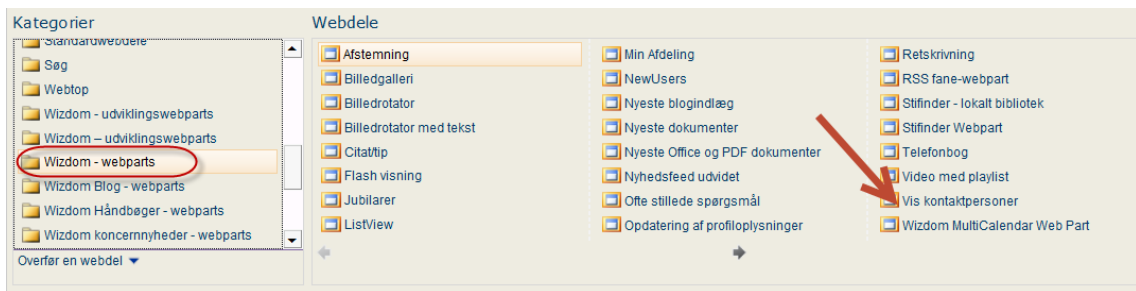 Kategorier
Standardwebdele
Søg
Webtop
Wizdom - udviklingswebparts
Wizdom – udviklingswebparts
Wizdom - webparts
Wizdom Blog - webparts
Wizdom Håndbøger - webparts
Wizdom koncernnyheder - webparts
Overfør en webdel
Webdele
Afstemning
Billedgalleri
Billedrotator
Billedrotator med tekst
Citat/tip
Flash visning
Jubilarer
ListView
Min Afdeling
NewUsers
Nyeste blogindlæg
Nyeste dokumenter
Nyeste Office og PDF dokumenter
Nyhedsfeed udvidet
Ofte stillede spørgsmål
Opdatering af profiloplysninger
Retskrivning
RSS fane-webpart
Stifinder - lokalt bibliotek
Stifinder Webpart
Telefonbog
Video med playlist
Vis kontaktpersoner
Wizdom MultiCalendar Web Part